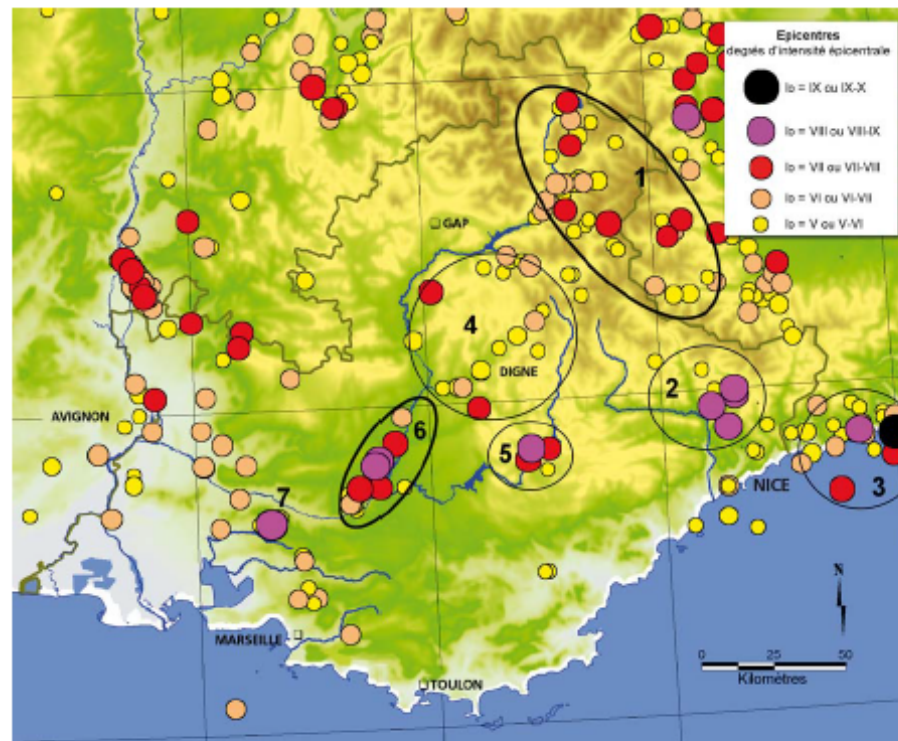 Epicentres
degrés d'intensité épicentrale
Io = IX ou IX-X
Io = VIII ou VIII-IX
Io = VII ou VII-VIII
Io = VI ou VI-VII
Io = V ou V-VI
1
GAP
4
DIGNE
2
AVIGNON
6
5
NICE
3
7
N
MARSEILLE
0 25 50
Kilomètres
TOULON